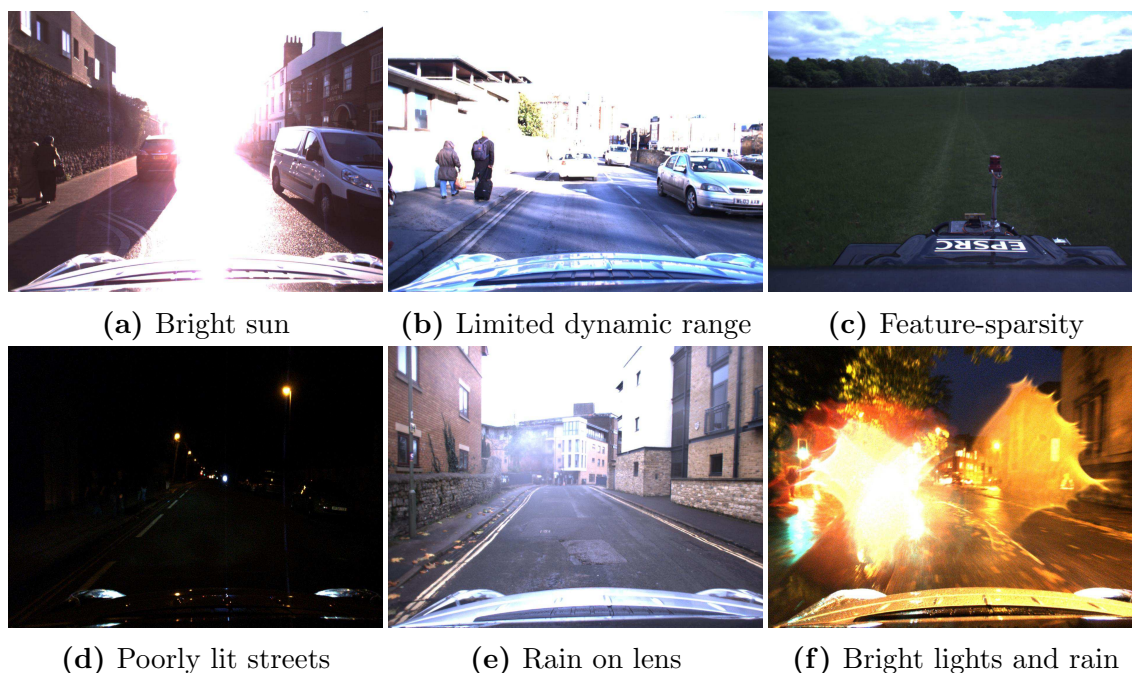 EPSRC
(a) Bright sun
(b) Limited dynamic range
(c) Feature-sparsity
(d) Poorly lit streets
(e) Rain on lens
(f) Bright lights and rain